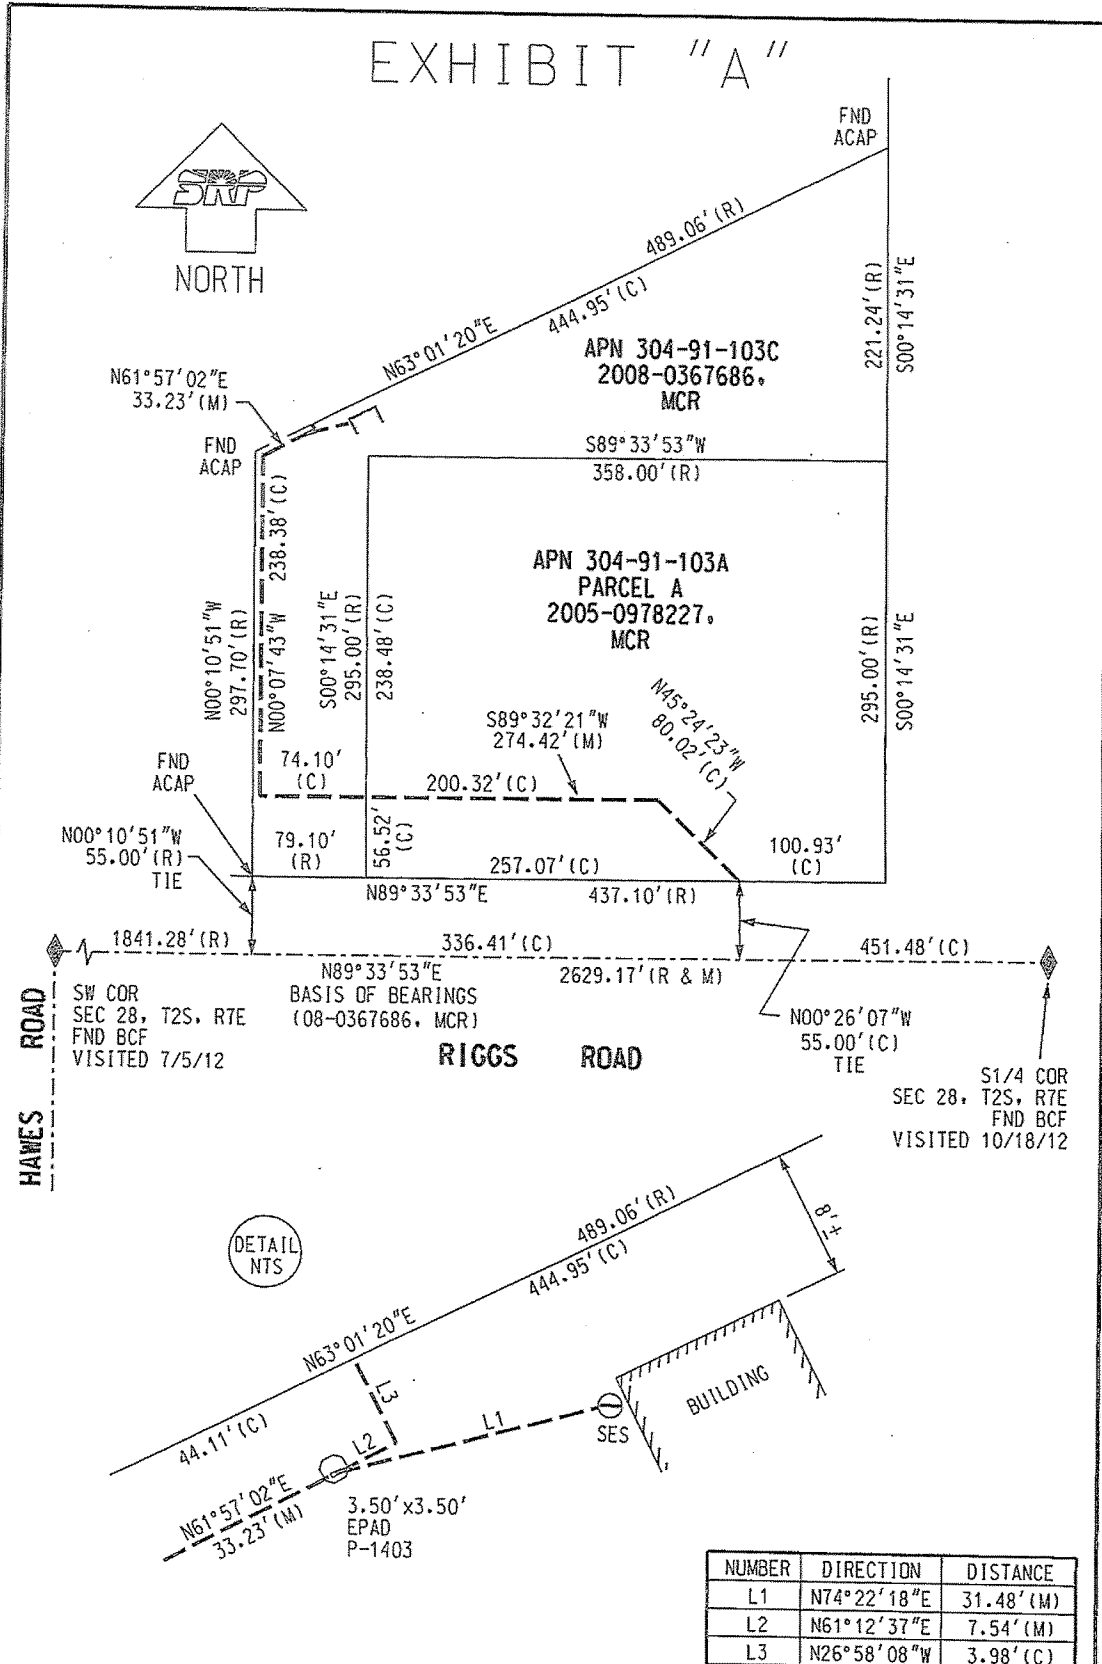 EXHIBIT "A"
FND
ACAP
SRP
NORTH
489.06'(R)
444.95'(C)
N63°01'20"E
221.24'(R)
S00°14'31"E
APN 304-91-103C
2008-0367686,
MCR
N61°57'02"E
33.23'(M)
FND
ACAP
S89°33'53"W
358.00'(R)
238.38'(C)
N00°07'43"W
N00°10'51"W
297.70'(R)
S00°14'31"E
295.00'(R)
238.48'(C)
APN 304-91-103A
PARCEL A
2005-0978227,
MCR
295.00'(R)
S00°14'31"E
N45°24'23"W
80.02'(C)
S89°32'21"W
274.42'(M)
FND
ACAP
74.10'
(C)
200.32'(C)
N00°10'51"W
55.00'(R)
TIE
79.10'
(R)
56.52'
(C)
257.07'(C)
100.93'
(C)
N89°33'53"E
437.10'(R)
1841.28'(R)
336.41'(C)
451.48'(C)
N89°33'53"E
2629.17'(R & M)
BASIS OF BEARINGS
(08-0367686, MCR)
SW COR
SEC 28, T2S, R7E
FND BCF
VISITED 7/5/12
HAWES ROAD
RIGGS ROAD
N00°26'07"W
55.00'(C)
TIE
S1/4 COR
SEC 28, T2S, R7E
FND BCF
VISITED 10/18/12
DETAIL
NTS
489.06'(R)
444.95'(C)
8'±
N63°01'20"E
L3
44.11'(C)
L2
L1
SES
BUILDING
N61°57'02"E
33.23'(M)
3.50'x3.50'
EPAD
P-1403
NUMBER DIRECTION DISTANCE
L1 N74°22'18"E 31.48'(M)
L2 N61°12'37"E 7.54'(M)
L3 N26°58'08"W 3.98'(C)